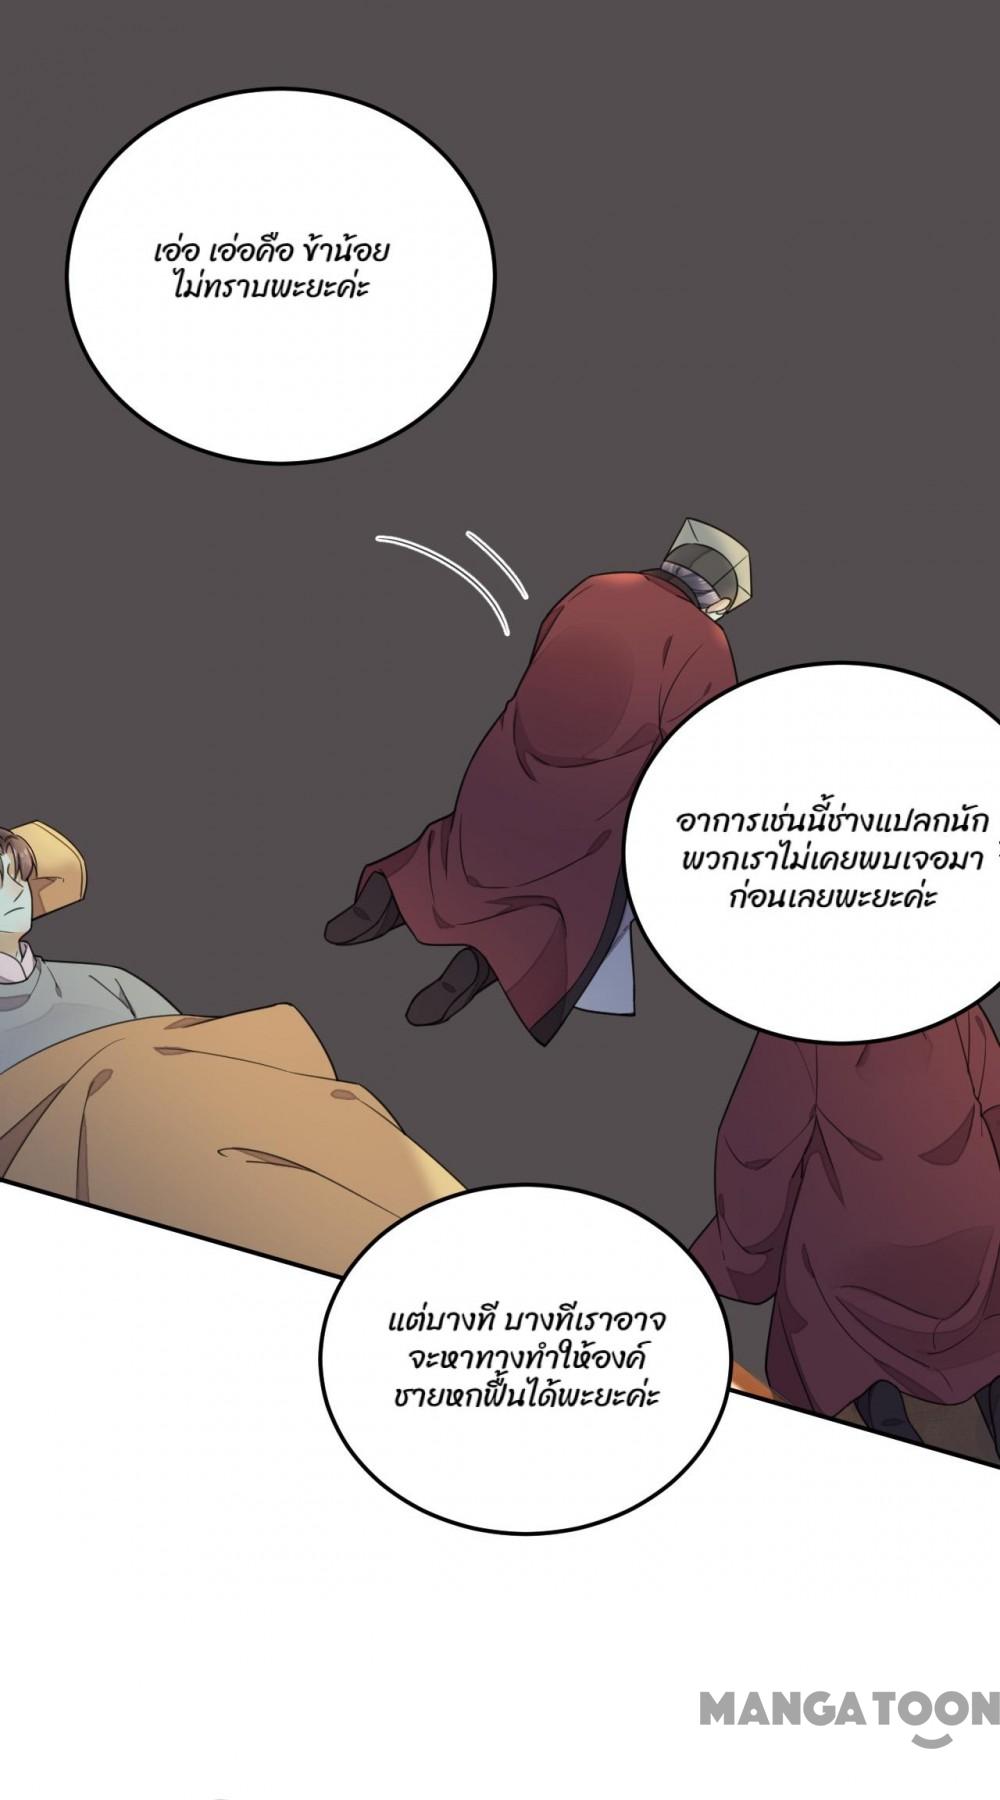 เอ่อ เอ่อคือ ข้าน้อย
ไม่ทราบพะยะค่ะ
อาการเช่นนี้ช่างแปลกนัก
พวกเราไม่เคยพบเจอมา
ก่อนเลยพะยะค่ะ
แต่บางที บางทีเราอาจ
จะหาทางทำให้องค์
ชายหกฟื้นได้พะยะค่ะ
MANGATOON